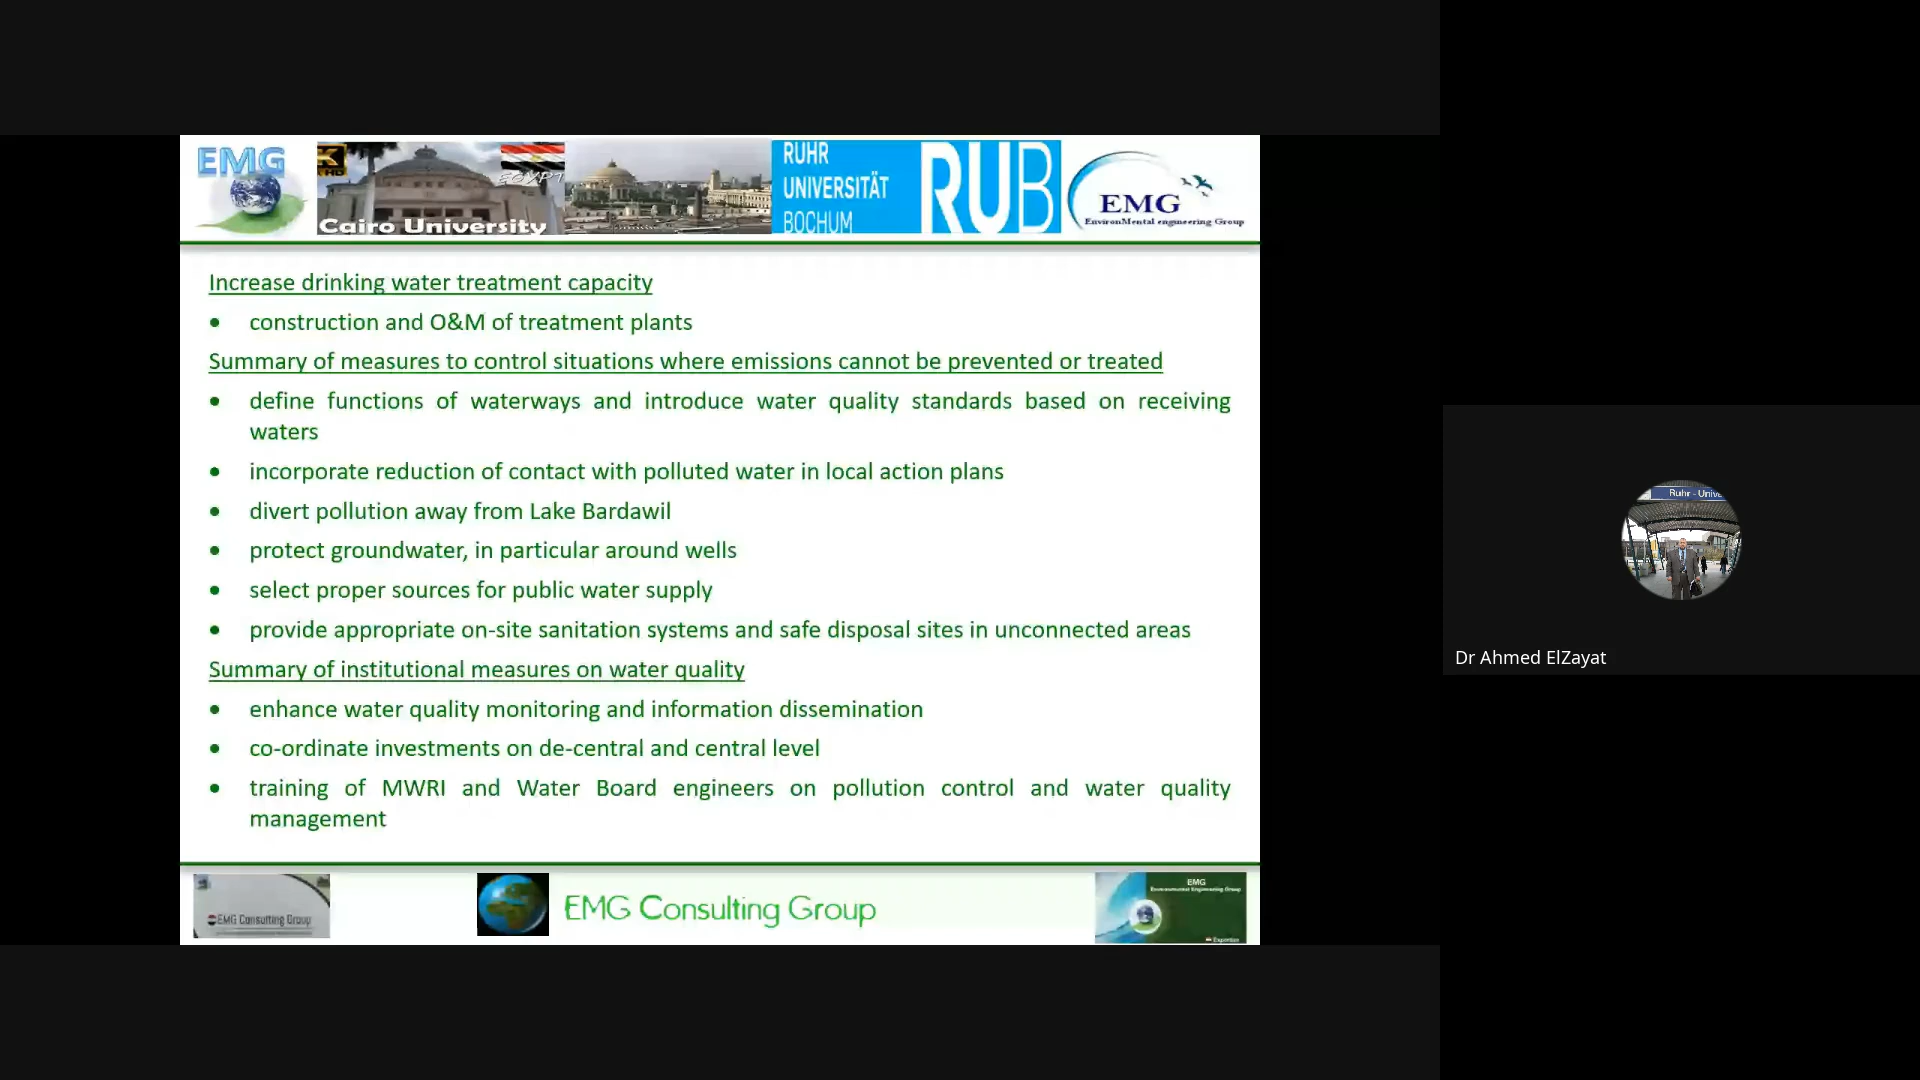 EMG
K
HD
EGYPT
Cairo University
RUHR
UNIVERSITÄT
BOCHUM
RUB
EMG
EnvironMental engineering Group
Increase drinking water treatment capacity
• construction and O&M of treatment plants
Summary of measures to control situations where emissions cannot be prevented or treated
• define functions of waterways and introduce water quality standards based on receiving
waters
• incorporate reduction of contact with polluted water in local action plans
• divert pollution away from Lake Bardawil
• protect groundwater, in particular around wells
• select proper sources for public water supply
• provide appropriate on-site sanitation systems and safe disposal sites in unconnected areas
Summary of institutional measures on water quality
• enhance water quality monitoring and information dissemination
• co-ordinate investments on de-central and central level
• training of MWRI and Water Board engineers on pollution control and water quality
management
EMG Consulting Group
EMG Consulting Group
EMG
Environmental Engineering Group
Ruhr - Unive
Dr Ahmed ElZayat